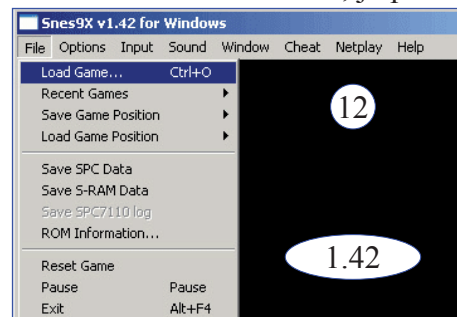 Snes9X v1.42 for Windows
File Options Input Sound Window Cheat Netplay Help
Load Game... Ctrl+O
Recent Games
Save Game Position
Load Game Position
Save SPC Data
Save S-RAM Data
Save SPC7110 log
ROM Information...
Reset Game
Pause Pause
Exit Alt+F4
12
1.42